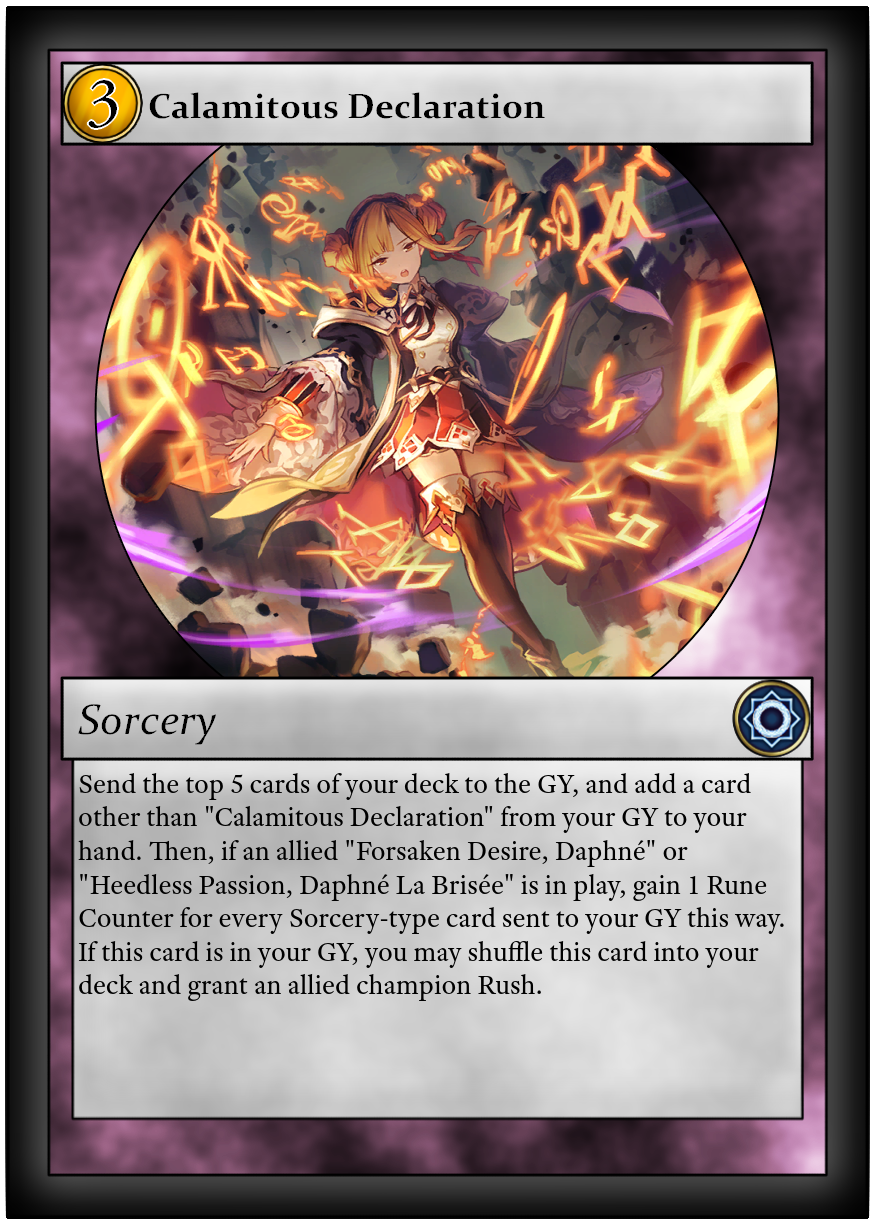 3
Calamitous Declaration
Sorcery
Send the top 5 cards of your deck to the GY, and add a card
other than "Calamitous Declaration" from your GY to your
hand. Then, if an allied "Forsaken Desire, Daphné" or
"Heedless Passion, Daphné La Brisée" is in play, gain 1 Rune
Counter for every Sorcery-type card sent to your GY this way.
If this card is in your GY, you may shuffle this card into your
deck and grant an allied champion Rush.